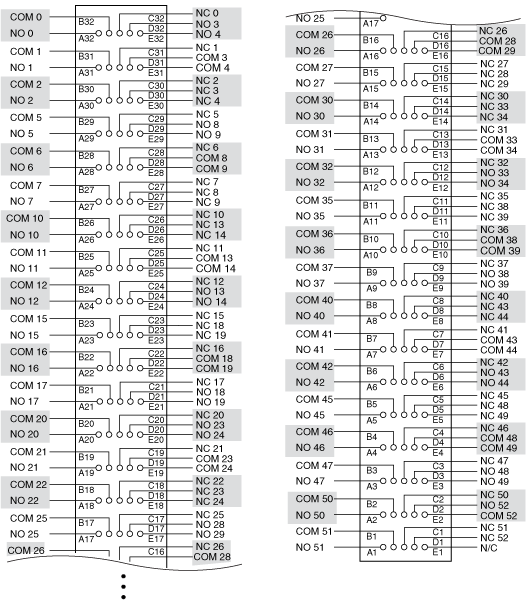 COM 0 B32 C32 NC 0
D32 NO 3
NO 0 A32 E32 NO 4
COM 1 B31 C31 NC 1
D31 COM 3
NO 1 A31 E31 COM 4
COM 2 B30 C30 NC 2
D30 NC 3
NO 2 A30 E30 NC 4
COM 5 B29 C29 NC 5
D29 NO 8
NO 5 A29 E29 NO 9
COM 6 B28 C28 NC 6
D28 COM 8
NO 6 A28 E28 COM 9
COM 7 B27 C27 NC 7
D27 NC 8
NO 7 A27 E27 NC 9
COM 10 B26 C26 NC 10
D26 NC 13
NO 10 A26 E26 NC 14
COM 11 B25 C25 NC 11
D25 COM 13
NO 11 A25 E25 COM 14
COM 12 B24 C24 NC 12
D24 NO 13
NO 12 A24 E24 NO 14
COM 15 B23 C23 NC 15
D23 NC 18
NO 15 A23 E23 NC 19
COM 16 B22 C22 NC 16
D22 COM 18
NO 16 A22 E22 COM 19
COM 17 B21 C21 NC 17
D21 NO 18
NO 17 A21 E21 NO 19
COM 20 B20 C20 NC 20
D20 NO 23
NO 20 A20 E20 NO 24
COM 21 B19 C19 NC 21
D19 COM 23
NO 21 A19 E19 COM 24
COM 22 B18 C18 NC 22
D18 NC 23
NO 22 A18 E18 NC 24
COM 25 B17 C17 NC 25
D17 NO 28
NO 25 A17 E17 NO 29
COM 26 C16 NC 26
COM 28
NO 25 A17
COM 26 B16 C16 NC 26
D16 COM 28
NO 26 A16 E16 COM 29
COM 27 B15 C15 NC 27
D15 NC 28
NO 27 A15 E15 NC 29
COM 30 B14 C14 NC 30
D14 NC 33
NO 30 A14 E14 NC 34
COM 31 B13 C13 NC 31
D13 COM 33
NO 31 A13 E13 COM 34
COM 32 B12 C12 NC 32
D12 NO 33
NO 32 A12 E12 NO 34
COM 35 B11 C11 NC 35
D11 NC 38
NO 35 A11 E11 NC 39
COM 36 B10 C10 NC 36
D10 COM 38
NO 36 A10 E10 COM 39
COM 37 B9 C9 NC 37
D9 NO 38
NO 37 A9 E9 NO 39
COM 40 B8 C8 NC 40
D8 NC 43
NO 40 A8 E8 NC 44
COM 41 B7 C7 NC 41
D7 COM 43
NO 41 A7 E7 COM 44
COM 42 B6 C6 NC 42
D6 NO 43
NO 42 A6 E6 NO 44
COM 45 B5 C5 NC 45
D5 NC 48
NO 45 A5 E5 NC 49
COM 46 B4 C4 NC 46
D4 COM 48
NO 46 A4 E4 COM 49
COM 47 B3 C3 NC 47
D3 NO 48
NO 47 A3 E3 NO 49
COM 50 B2 C2 NC 50
D2 NO 52
NO 50 A2 E2 COM 52
COM 51 B1 C1 NC 51
D1 NC 52
NO 51 A1 E1 N/C